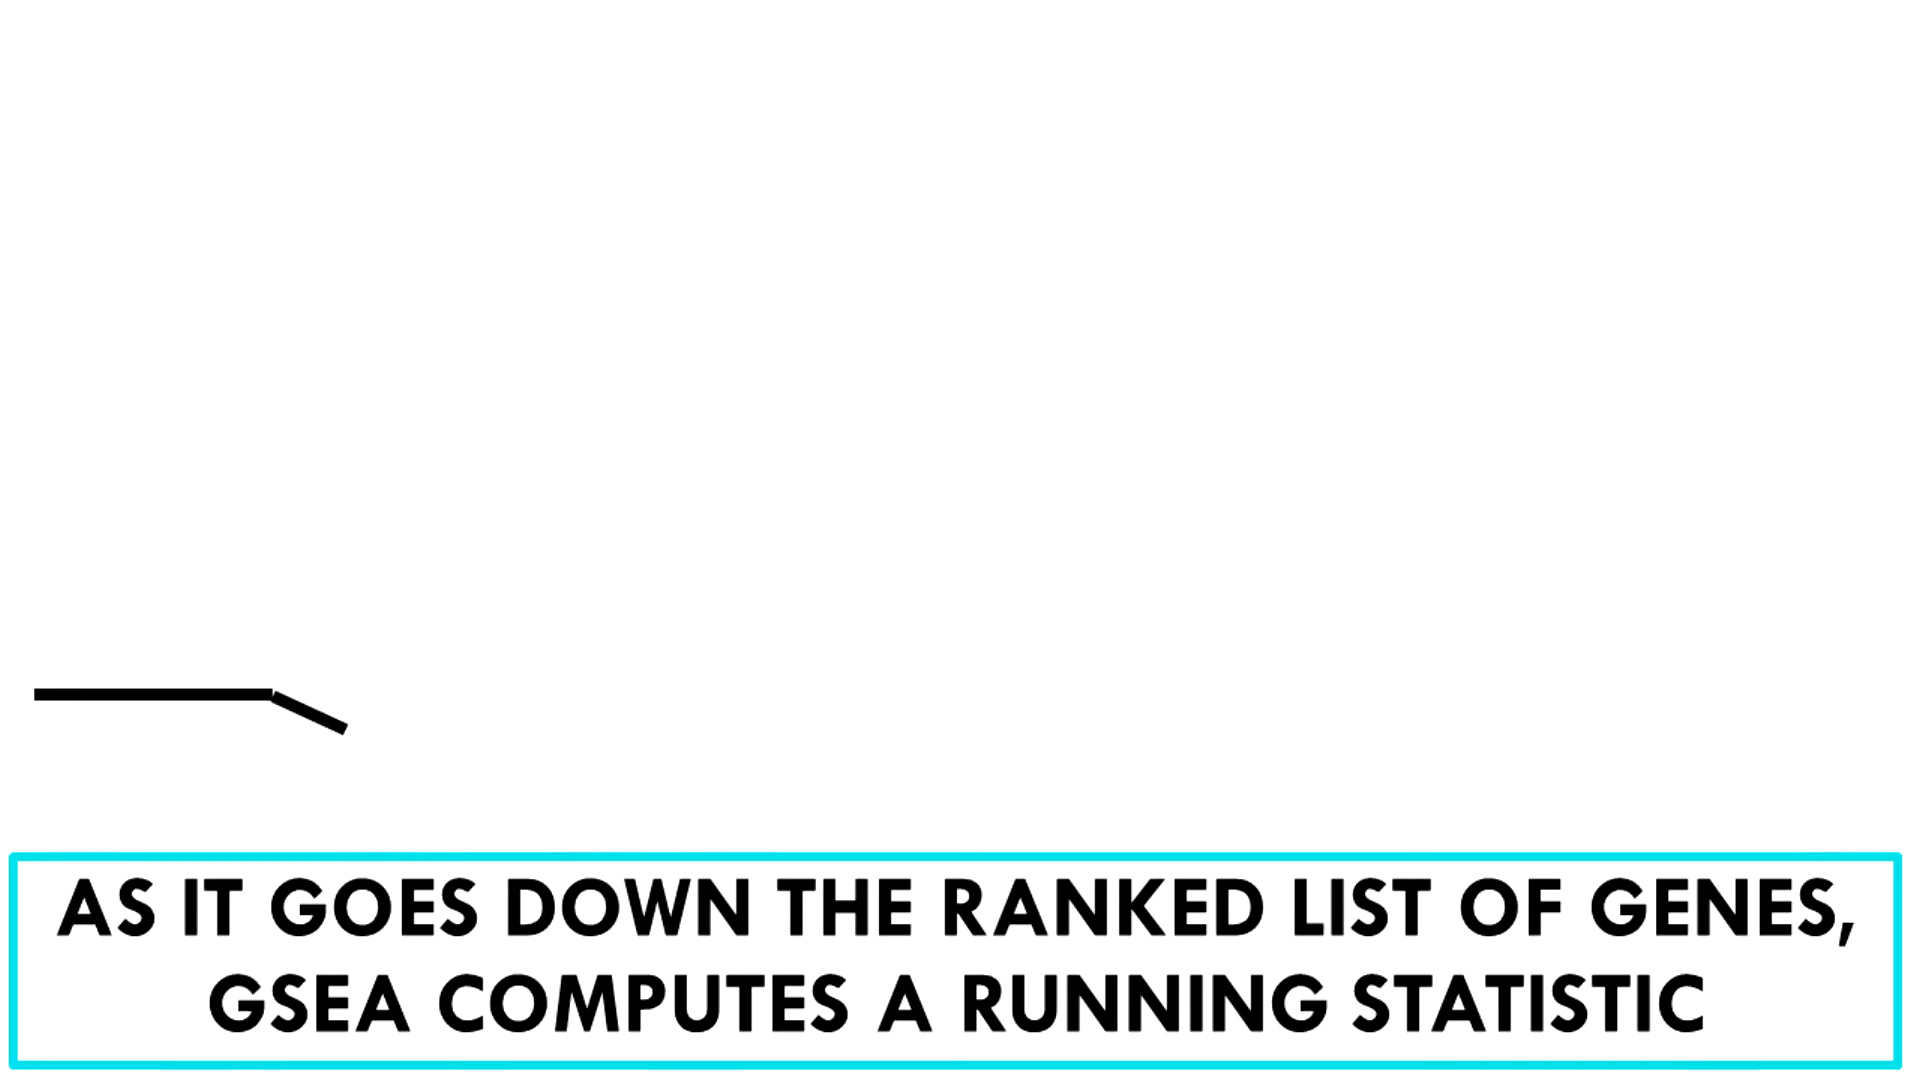 AS IT GOES DOWN THE RANKED LIST OF GENES,
GSEA COMPUTES A RUNNING STATISTIC